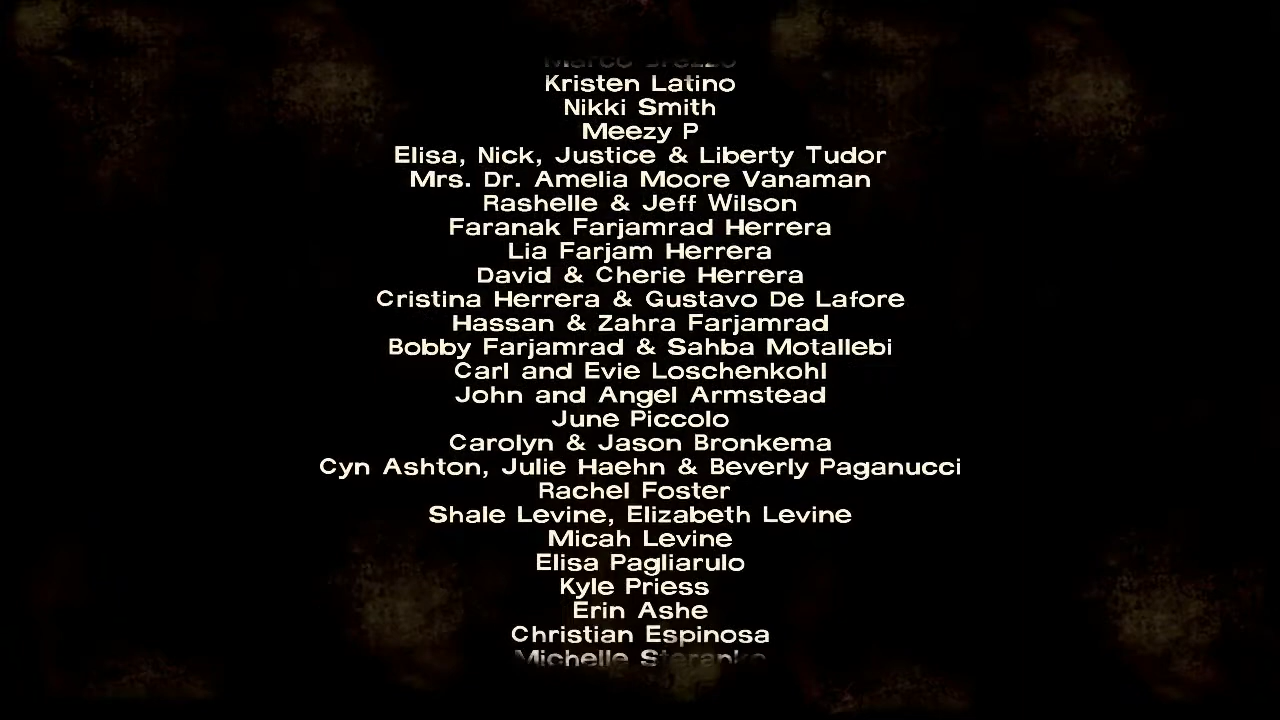 Kristen Latino
Nikki Smith
Meezy P
Elisa, Nick, Justice & Liberty Tudor
Mrs. Dr. Amelia Moore Vanaman
Rashelle & Jeff Wilson
Faranak Farjamrad Herrera
Lia Farjam Herrera
David & Cherie Herrera
Cristina Herrera & Gustavo De Lafore
Hassan & Zahra Farjamrad
Bobby Farjamrad & Sahba Motallebi
Carl and Evie Loschenkohl
John and Angel Armstead
June Piccolo
Carolyn & Jason Bronkema
Cyn Ashton, Julie Haehn & Beverly Paganucci
Rachel Foster
Shale Levine, Elizabeth Levine
Micah Levine
Elisa Pagliarulo
Kyle Priess
Erin Ashe
Christian Espinosa
Michelle